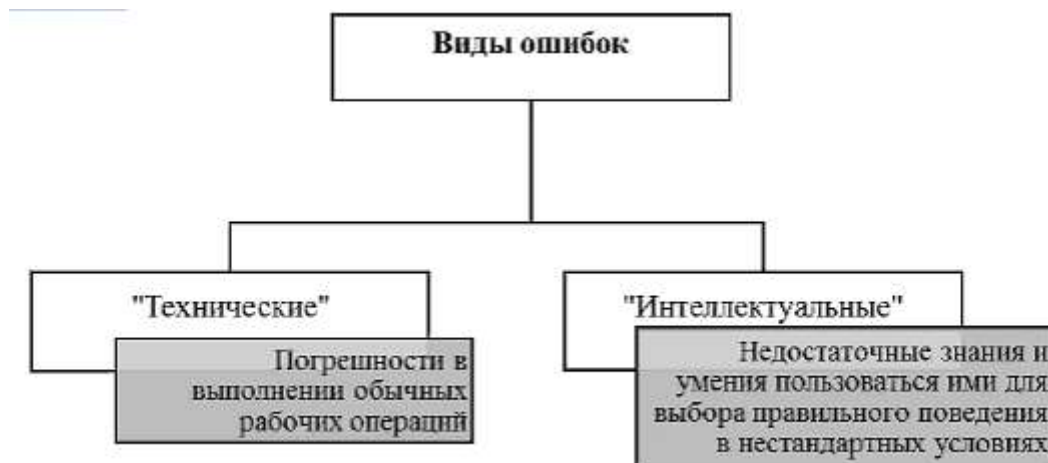 Виды ошибок
"Технические"
Погрешности в
выполнении обычных
рабочих операций
"Интеллектуальные"
Недостаточные знания и
умения пользоваться ими для
выбора правильного поведения
в нестандартных условиях